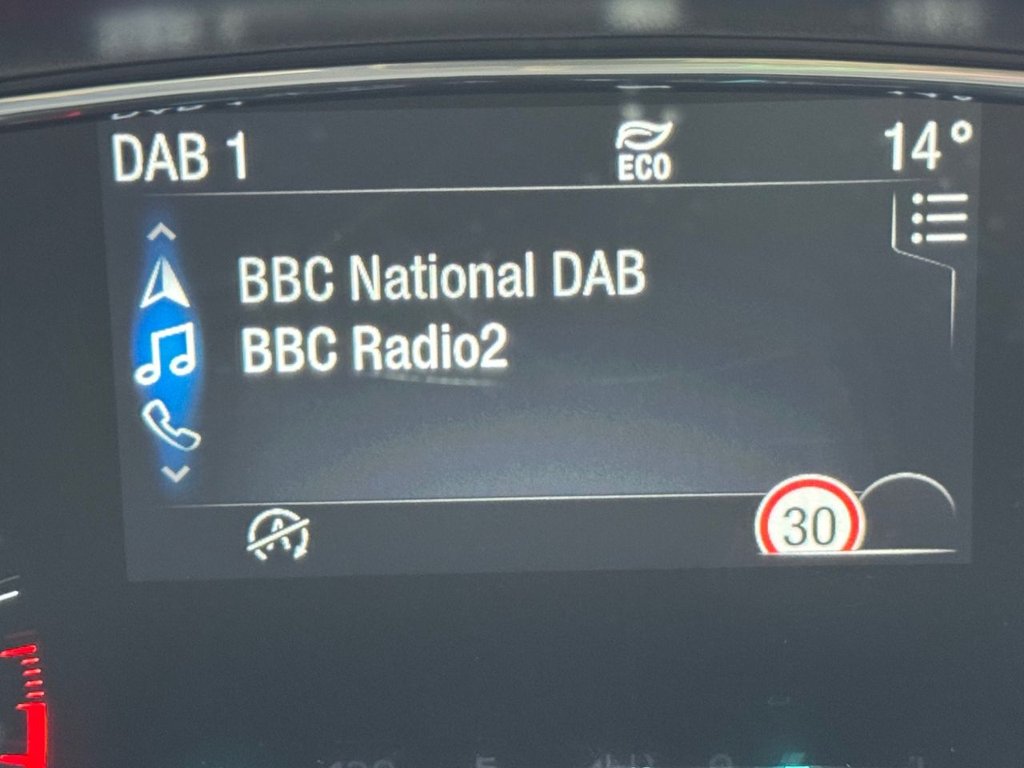 DAB 1
ECO
14°
BBC National DAB
BBC Radio2
A
30